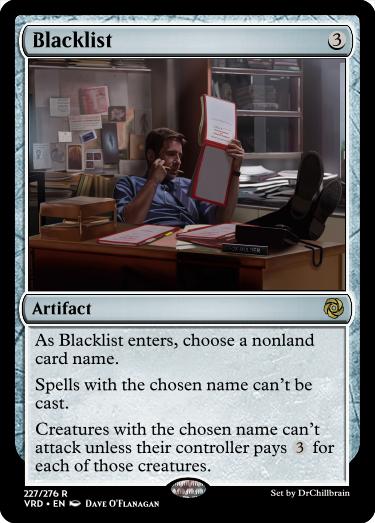 Blacklist 3
Artifact
As Blacklist enters, choose a nonland
card name.
Spells with the chosen name can't be
cast.
Creatures with the chosen name can't
attack unless their controller pays 3 for
each of those creatures.
227/276 R
VRD • EN Dave O'Flanagan
Set by DrChillbrain